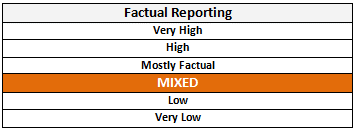 Factual Reporting
Very High
High
Mostly Factual
MIXED
Low
Very Low